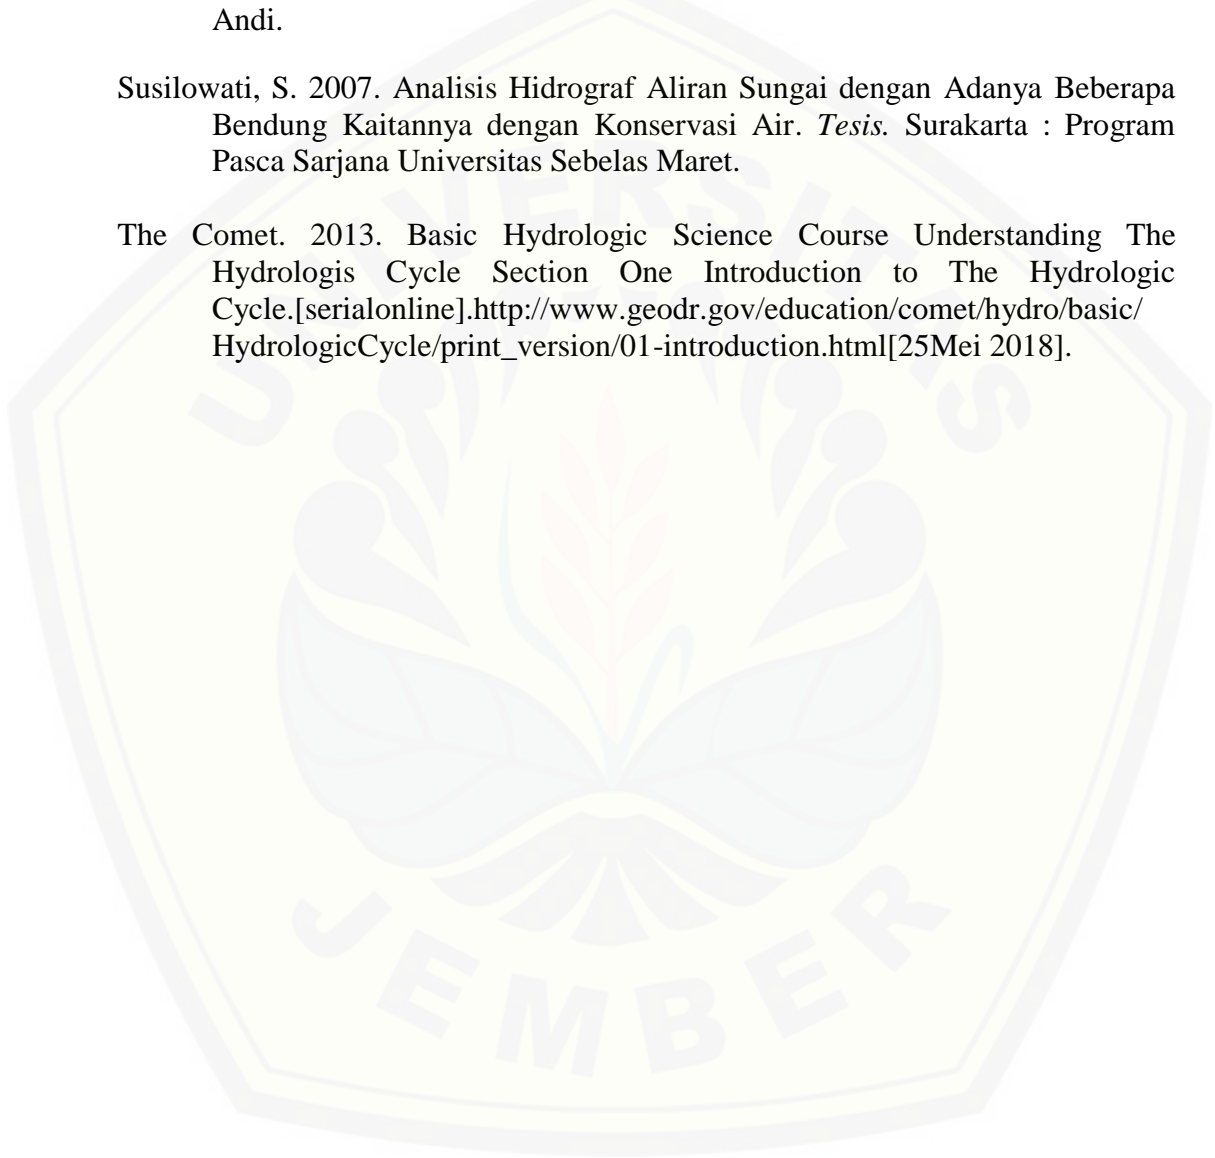 Andi.
Susilowati, S. 2007. Analisis Hidrograf Aliran Sungai dengan Adanya Beberapa
Bendung Kaitannya dengan Konservasi Air. Tesis. Surakarta : Program
Pasca Sarjana Universitas Sebelas Maret.
The Comet. 2013. Basic Hydrologic Science Course Understanding The
Hydrologis Cycle Section One Introduction to The Hydrologic
Cycle.[serialonline].http://www.geodr.gov/education/comet/hydro/basic/
HydrologicCycle/print_version/01-introduction.html[25Mei 2018].
UNIVERSITAS
JEMBER